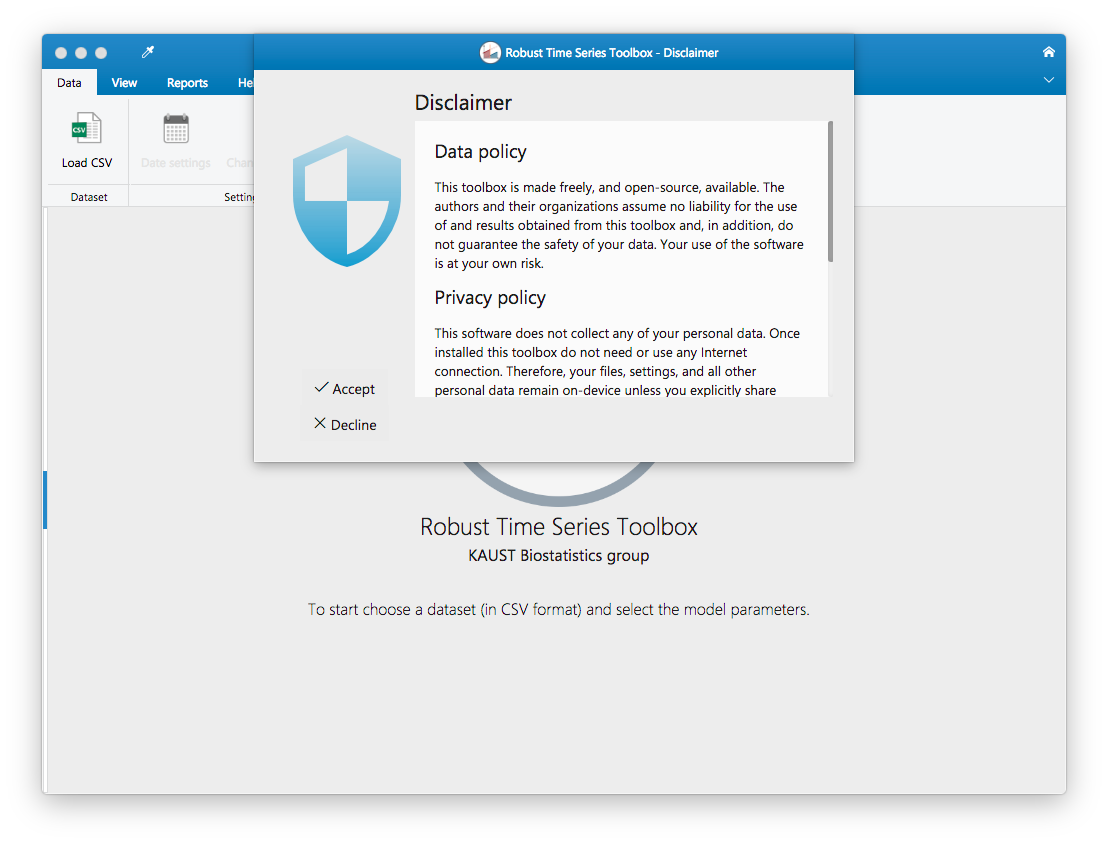 Robust Time Series Toolbox - Disclaimer
Data
View
Reports
He
CSV
Load CSV
Date settings
Chan
Dataset
Setting
Disclaimer
Data policy
This toolbox is made freely, and open-source, available. The
authors and their organizations assume no liability for the use
of and results obtained from this toolbox and, in addition, do
not guarantee the safety of your data. Your use of the software
is at your own risk.
Privacy policy
This software does not collect any of your personal data. Once
installed this toolbox do not need or use any Internet
connection. Therefore, your files, settings, and all other
personal data remain on-device unless you explicitly share
Accept
Decline
Robust Time Series Toolbox
KAUST Biostatistics group
To start choose a dataset (in CSV format) and select the model parameters.